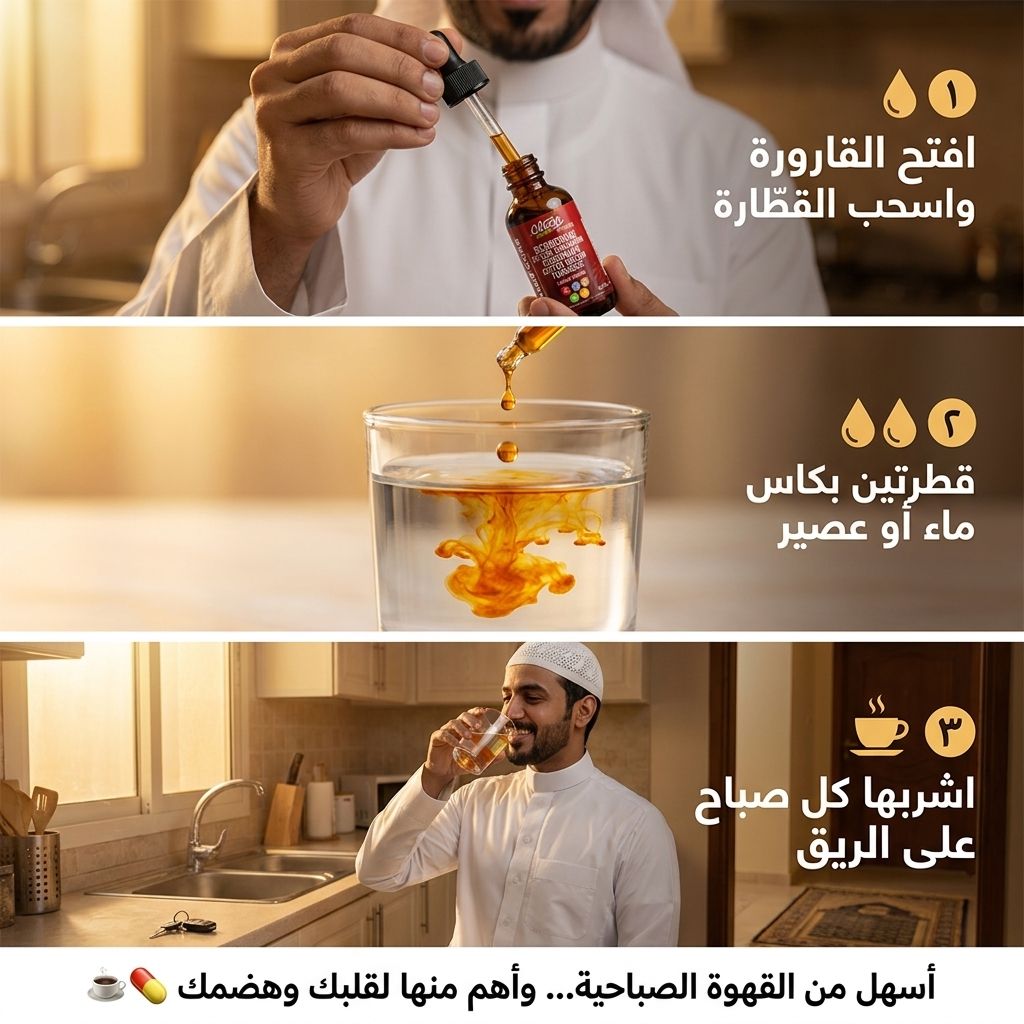 ١
افتح القارورة
واسحب القطّارة
٢
قطرتين بكاس
ماء أو عصير
٣
اشربها كل صباح
على الريق
أسهل من القهوة الصباحية... وأهم منها لقلبك وهضمك